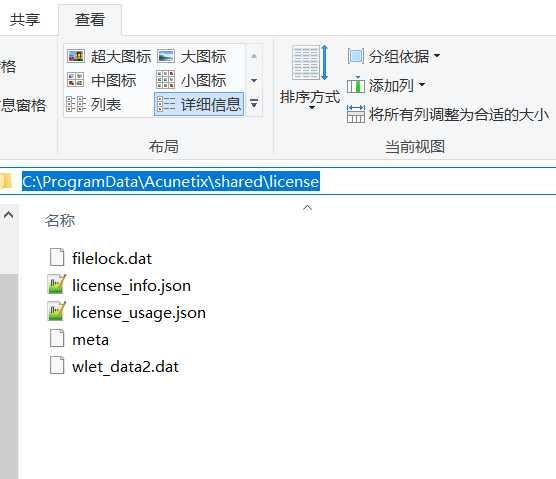 共享 查看
格
息窗格
超大图标 大图标
中图标 小图标
列表 详细信息
布局
排序方式
分组依据
添加列
将所有列调整为合适的大小
当前视图
C:\ProgramData\Acunetix\shared\license
名称
filelock.dat
license_info.json
license_usage.json
meta
wlet_data2.dat